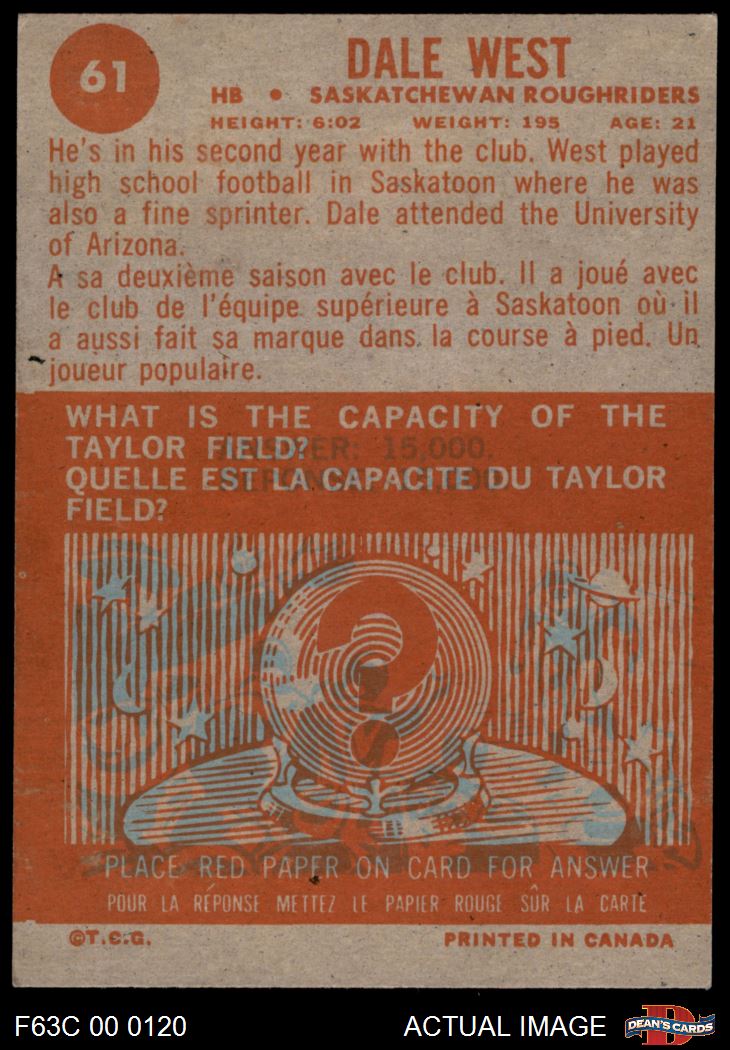 61
DALE WEST
HB • SASKATCHEWAN ROUGHRIDERS
HEIGHT: 6:02 WEIGHT: 195 AGE: 21
He's in his second year with the club. West played
high school football in Saskatoon where he was
also a fine sprinter. Dale attended the University
of Arizona.
A sa deuxième saison avec le club. Il a joué avec
le club de l'équipe supérieure à Saskatoon où il
a aussi fait sa marque dans la course à pied. Un
joueur populaire.
WHAT IS THE CAPACITY OF THE
TAYLOR FIELD?
ANSWER: 15,000.
QUELLE EST LA CAPACITE DU TAYLOR
FIELD?
?
PLACE RED PAPER ON CARD FOR ANSWER
POUR LA RÉPONSE METTEZ LE PAPIER ROUGE SÛR LA CARTE
©T.C.G. PRINTED IN CANADA
F63C 00 0120 ACTUAL IMAGE
D
DEAN'S CARDS